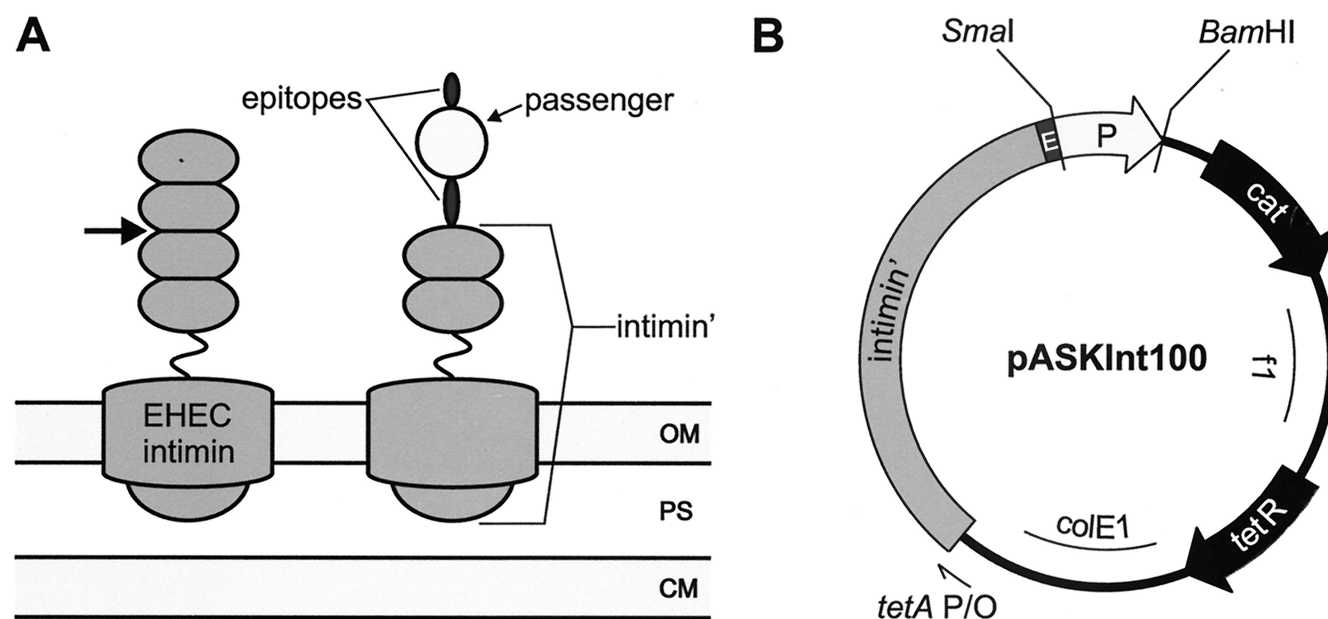 A
epitopes
passenger
intimin’
EHEC
intimin
OM
PS
CM
B
SmaI
BamHI
E
P
cat
intimin’
pASKInt100
f1
tetR
colE1
tetA P/O